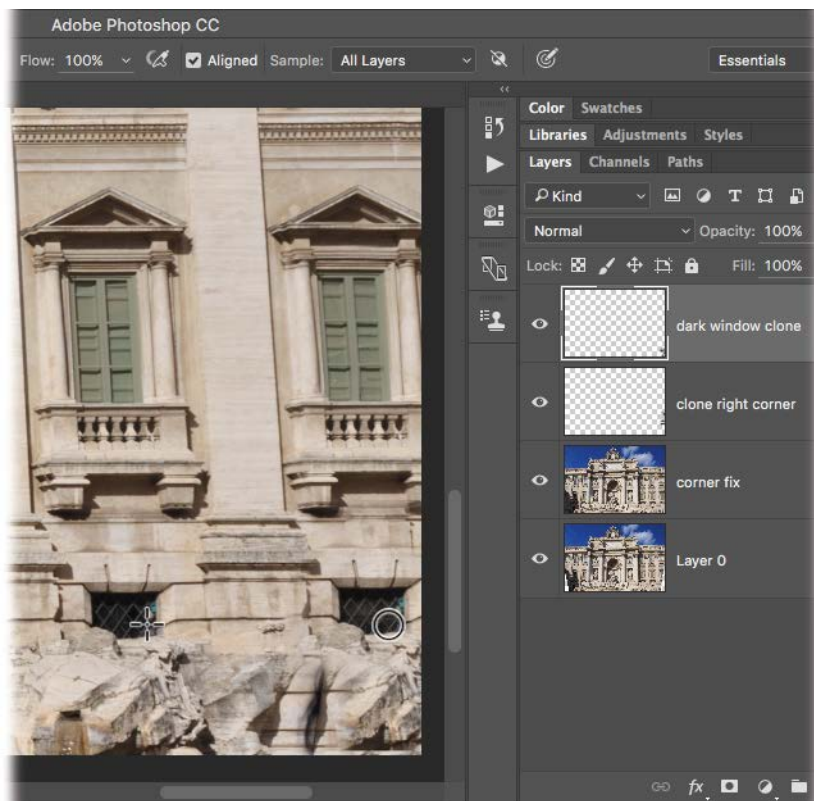 Adobe Photoshop CC
Flow: 100% Aligned Sample: All Layers Essentials
Color Swatches
Libraries Adjustments Styles
Layers Channels Paths
Kind T
Normal Opacity: 100%
Lock: Fill: 100%
dark window clone
clone right corner
corner fix
Layer 0
fx